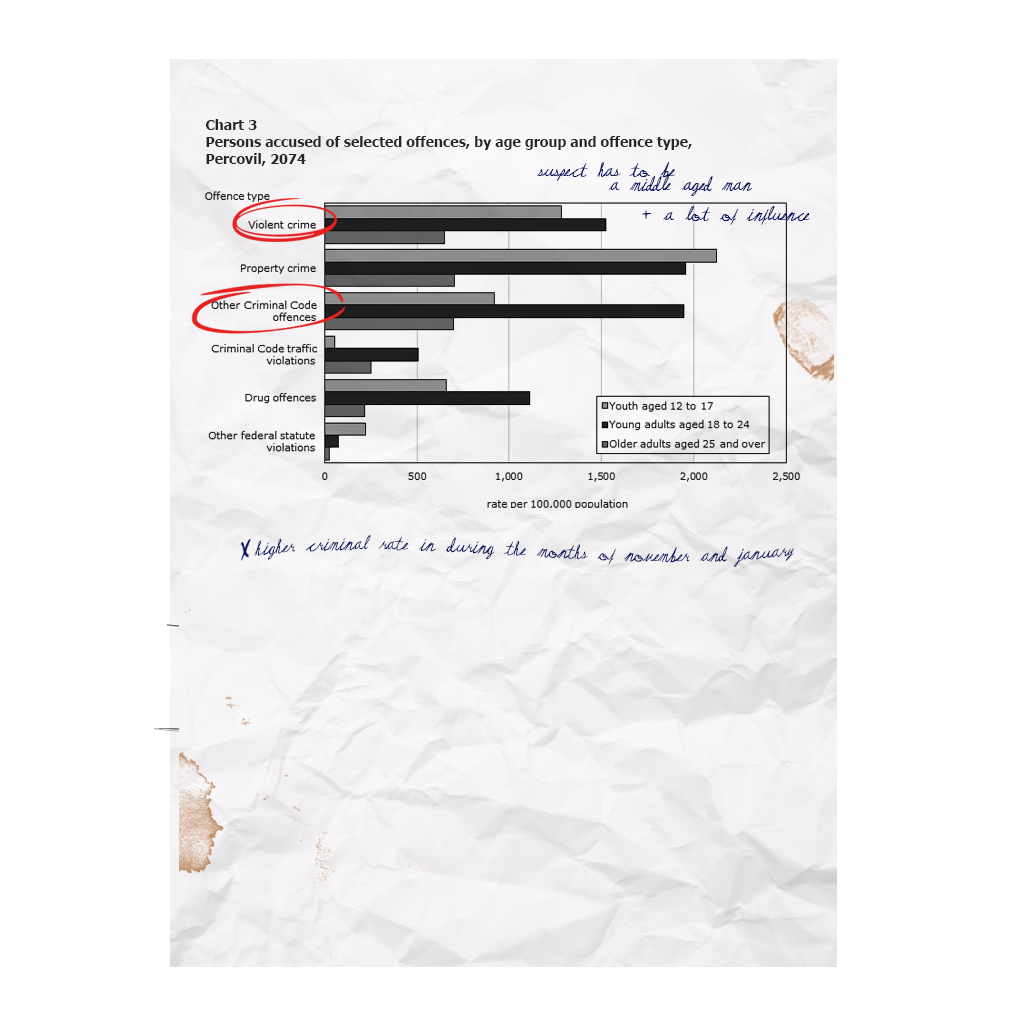 Chart 3
Persons accused of selected offences, by age group and offence type,
Percovil, 2074
suspect has to be
a middle aged man
+ a lot of influence
Offence type
Violent crime
Property crime
Other Criminal Code
offences
Criminal Code traffic
violations
Drug offences
Other federal statute
violations
Youth aged 12 to 17
Young adults aged 18 to 24
Older adults aged 25 and over
0 500 1,000 1,500 2,000 2,500
rate per 100,000 population
X higher criminal rate in during the months of november and january